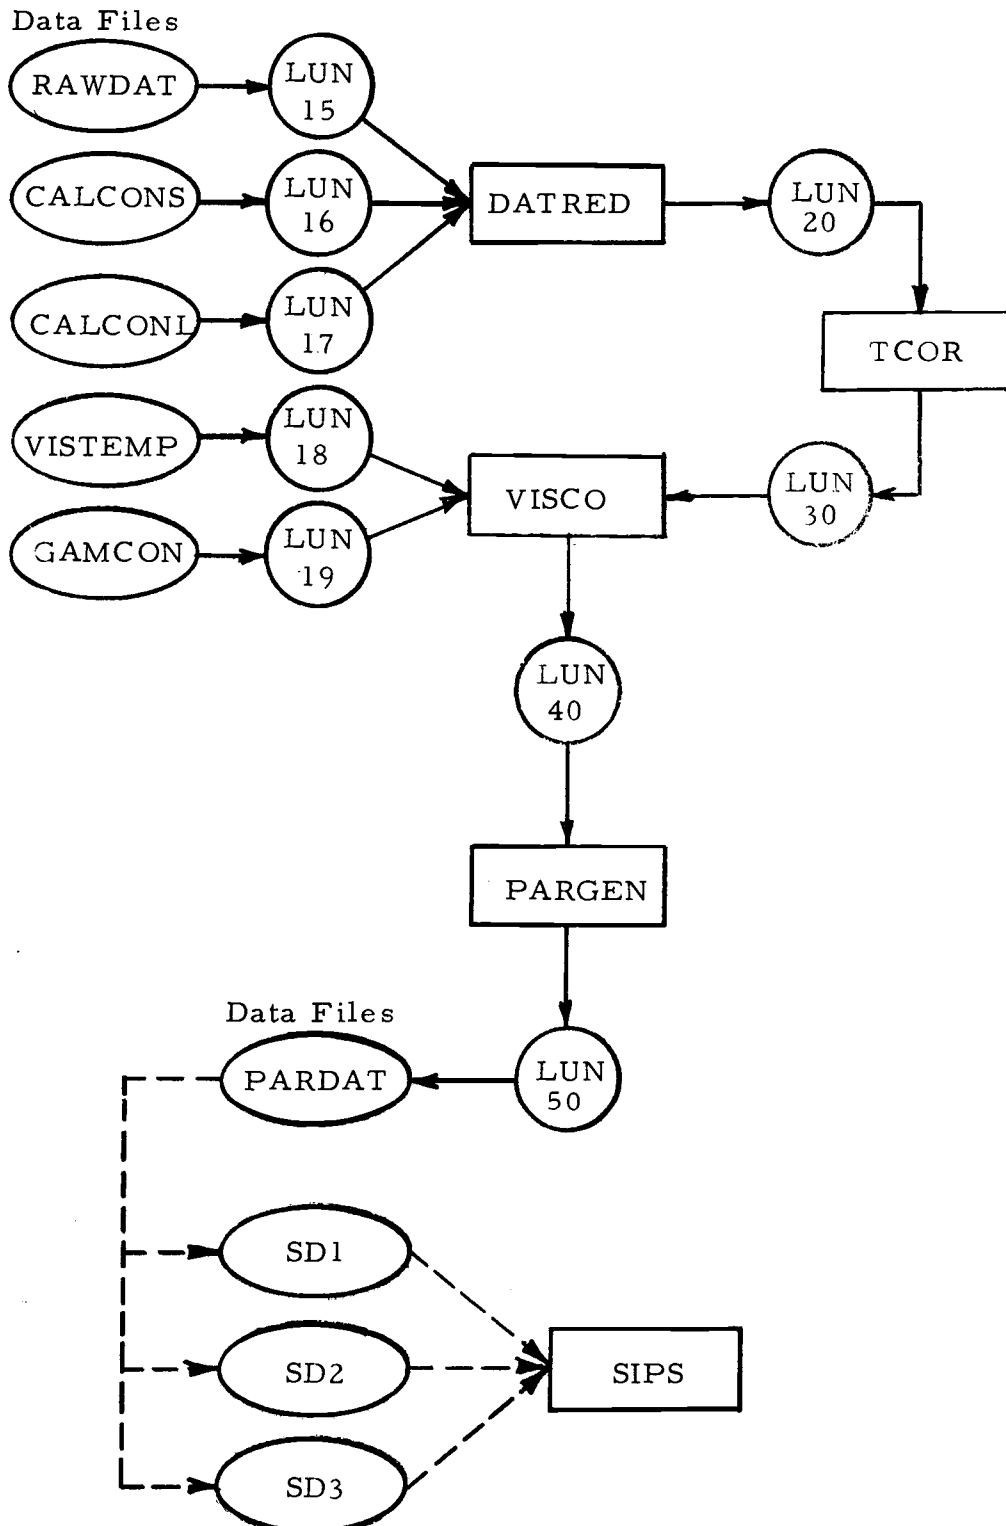 Data Files
RAWDAT
LUN
15
CALCONS
LUN
16
DATRED
LUN
20
CALCONL
LUN
17
TCOR
VISTEMP
LUN
18
VISCO
LUN
30
GAMCON
LUN
19
LUN
40
PARGEN
Data Files
PARDAT
LUN
50
SD1
SD2
SIPS
SD3